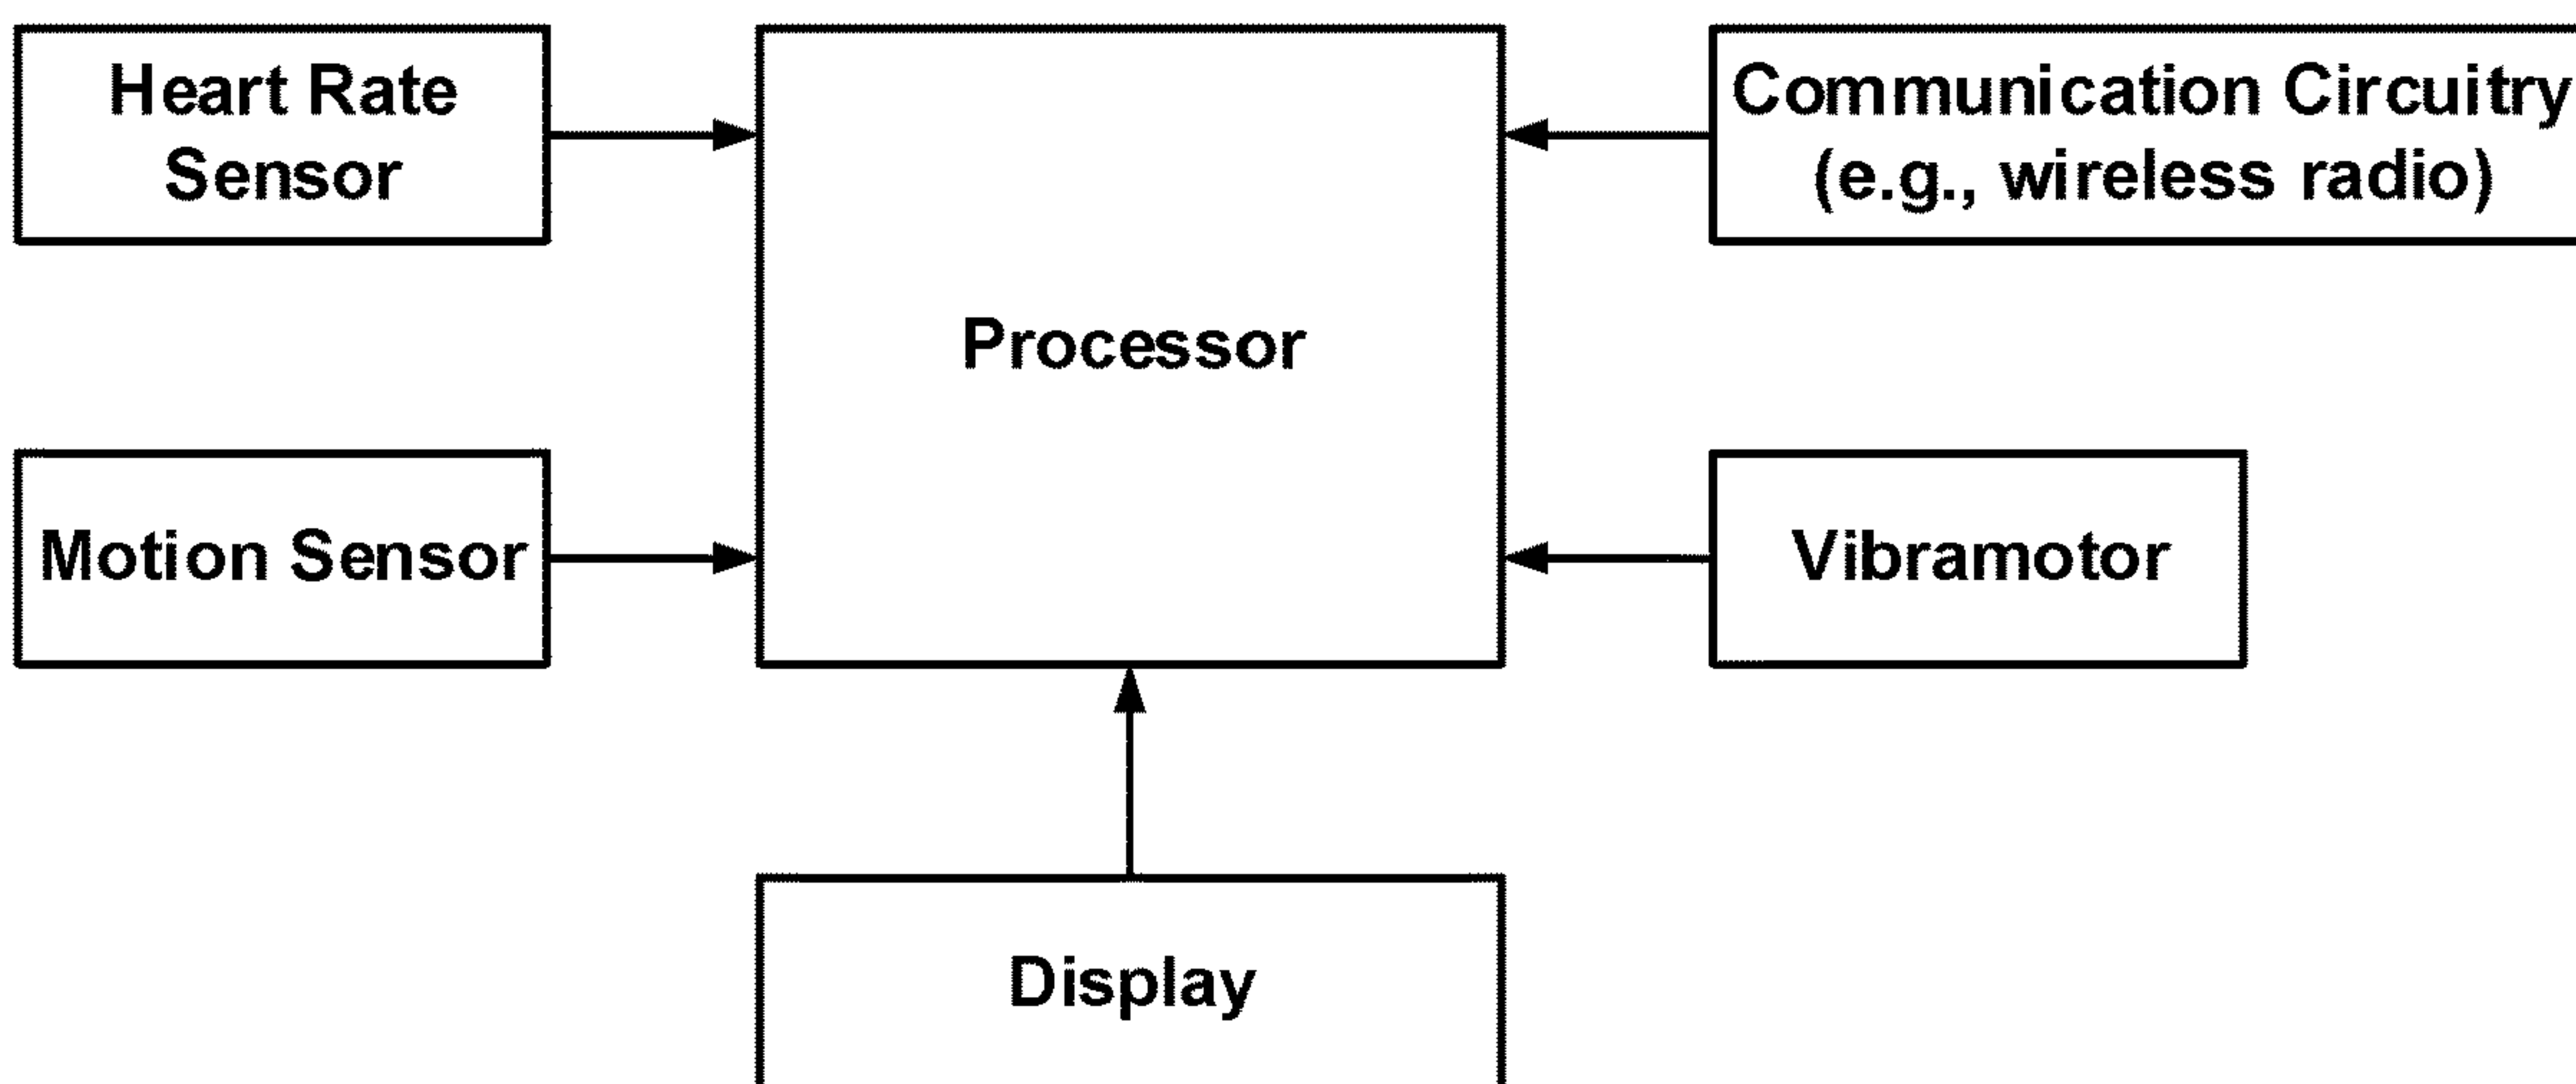 Heart Rate
Sensor
Processor
Communication Circuitry
(e.g., wireless radio)
Motion Sensor
Vibramotor
Display